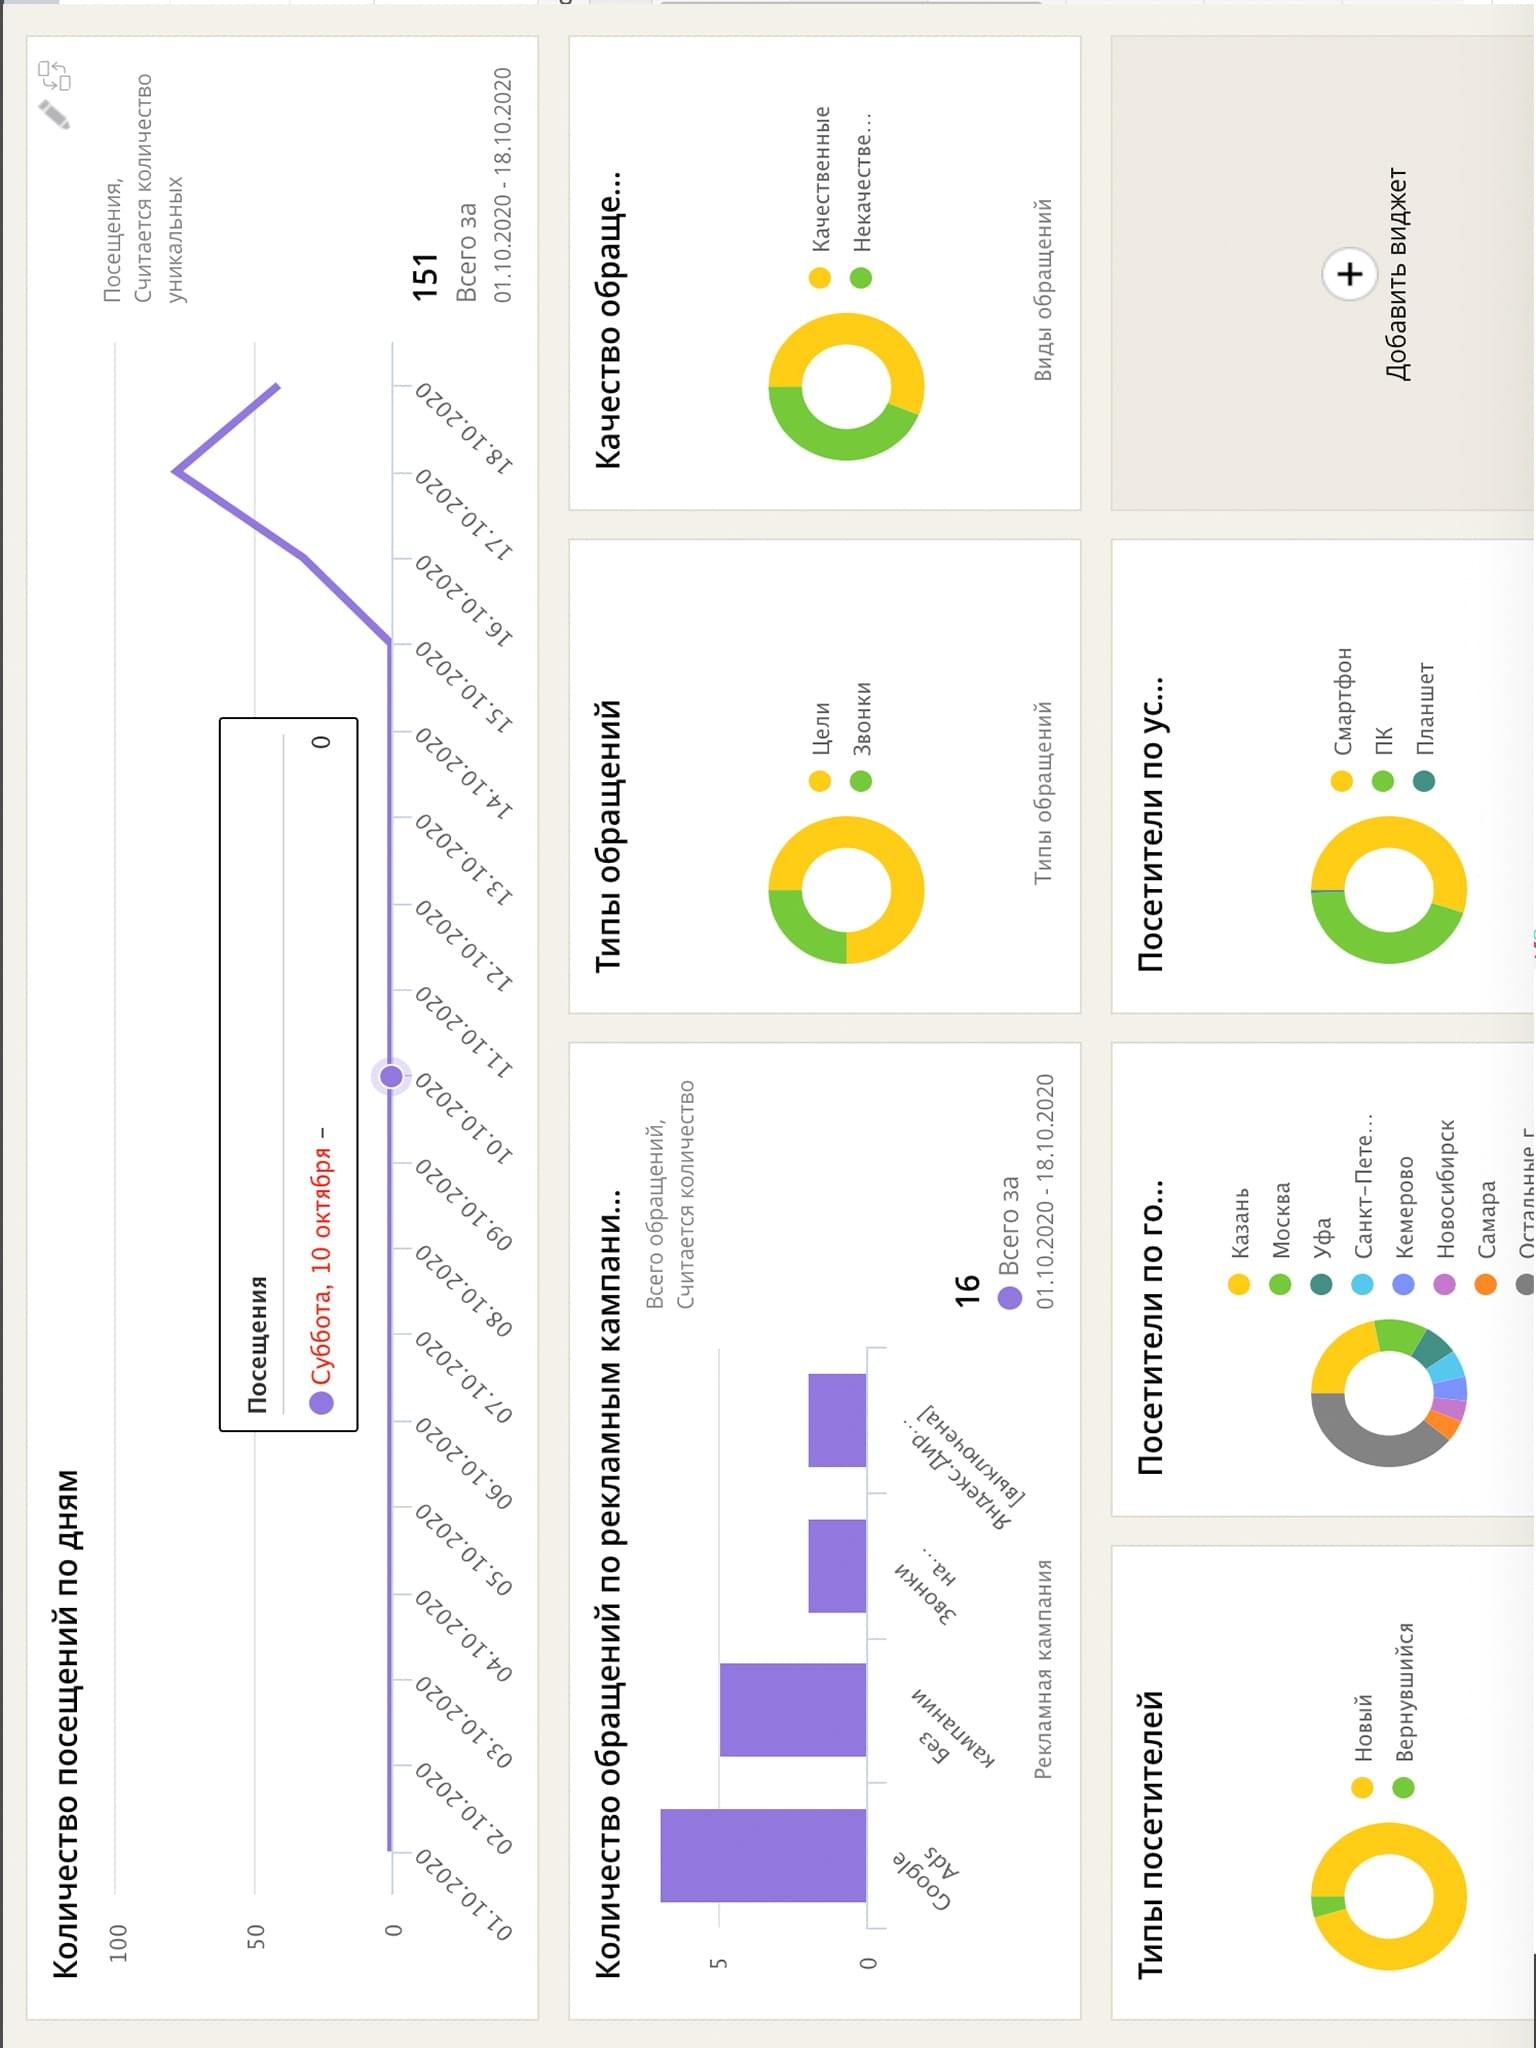 Количество посещений по дням
100
50
0
Посещения,
Считается количество
уникальных
Посещения
Суббота, 10 октября – 0
01.10.2020
02.10.2020
03.10.2020
04.10.2020
05.10.2020
06.10.2020
07.10.2020
08.10.2020
09.10.2020
10.10.2020
11.10.2020
12.10.2020
13.10.2020
14.10.2020
15.10.2020
16.10.2020
17.10.2020
18.10.2020
151
Всего за
01.10.2020 - 18.10.2020
Количество обращений по рекламным кампани...
Всего обращений,
Считается количество
5
0
Google
Ads
Без
кампании
Звонки
на...
Яндекс.Дир...
[выключена]
Рекламная кампания
16
Всего за
01.10.2020 - 18.10.2020
Типы обращений
Цели
Звонки
Типы обращений
Качество обраще...
Качественные
Некачестве...
Виды обращений
Типы посетителей
Новый
Вернувшийся
Посетители по го...
Казань
Москва
Уфа
Санкт-Пете...
Кемерово
Новосибирск
Самара
Остальные г
Посетители по ус...
Смартфон
ПК
Планшет
Добавить виджет